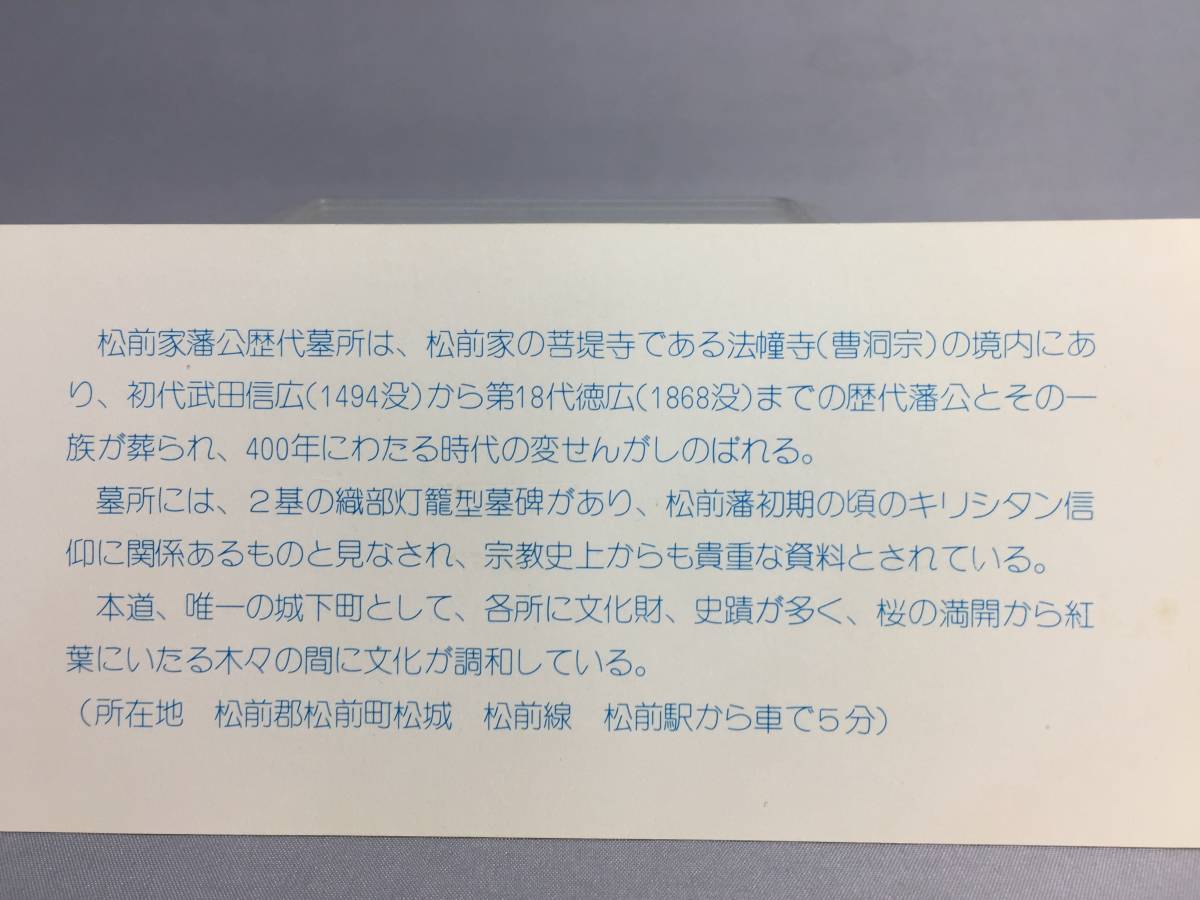 松前家藩公歴代墓所は、松前家の菩提寺である法幢寺(曹洞宗)の境内にあ
り、初代武田信広(1494没)から第18代徳広(1868没)までの歴代藩公とその一
族が葬られ、400年にわたる時代の変せんがしのばれる。
墓所には、2基の織部灯籠型墓碑があり、松前藩初期の頃のキリシタン信
仰に関係あるものと見なされ、宗教史上からも貴重な資料とされている。
本道、唯一の城下町として、各所に文化財、史蹟が多く、桜の満開から紅
葉にいたる木々の間に文化が調和している。
(所在地　松前郡松前町松城　松前線　松前駅から車で5分)